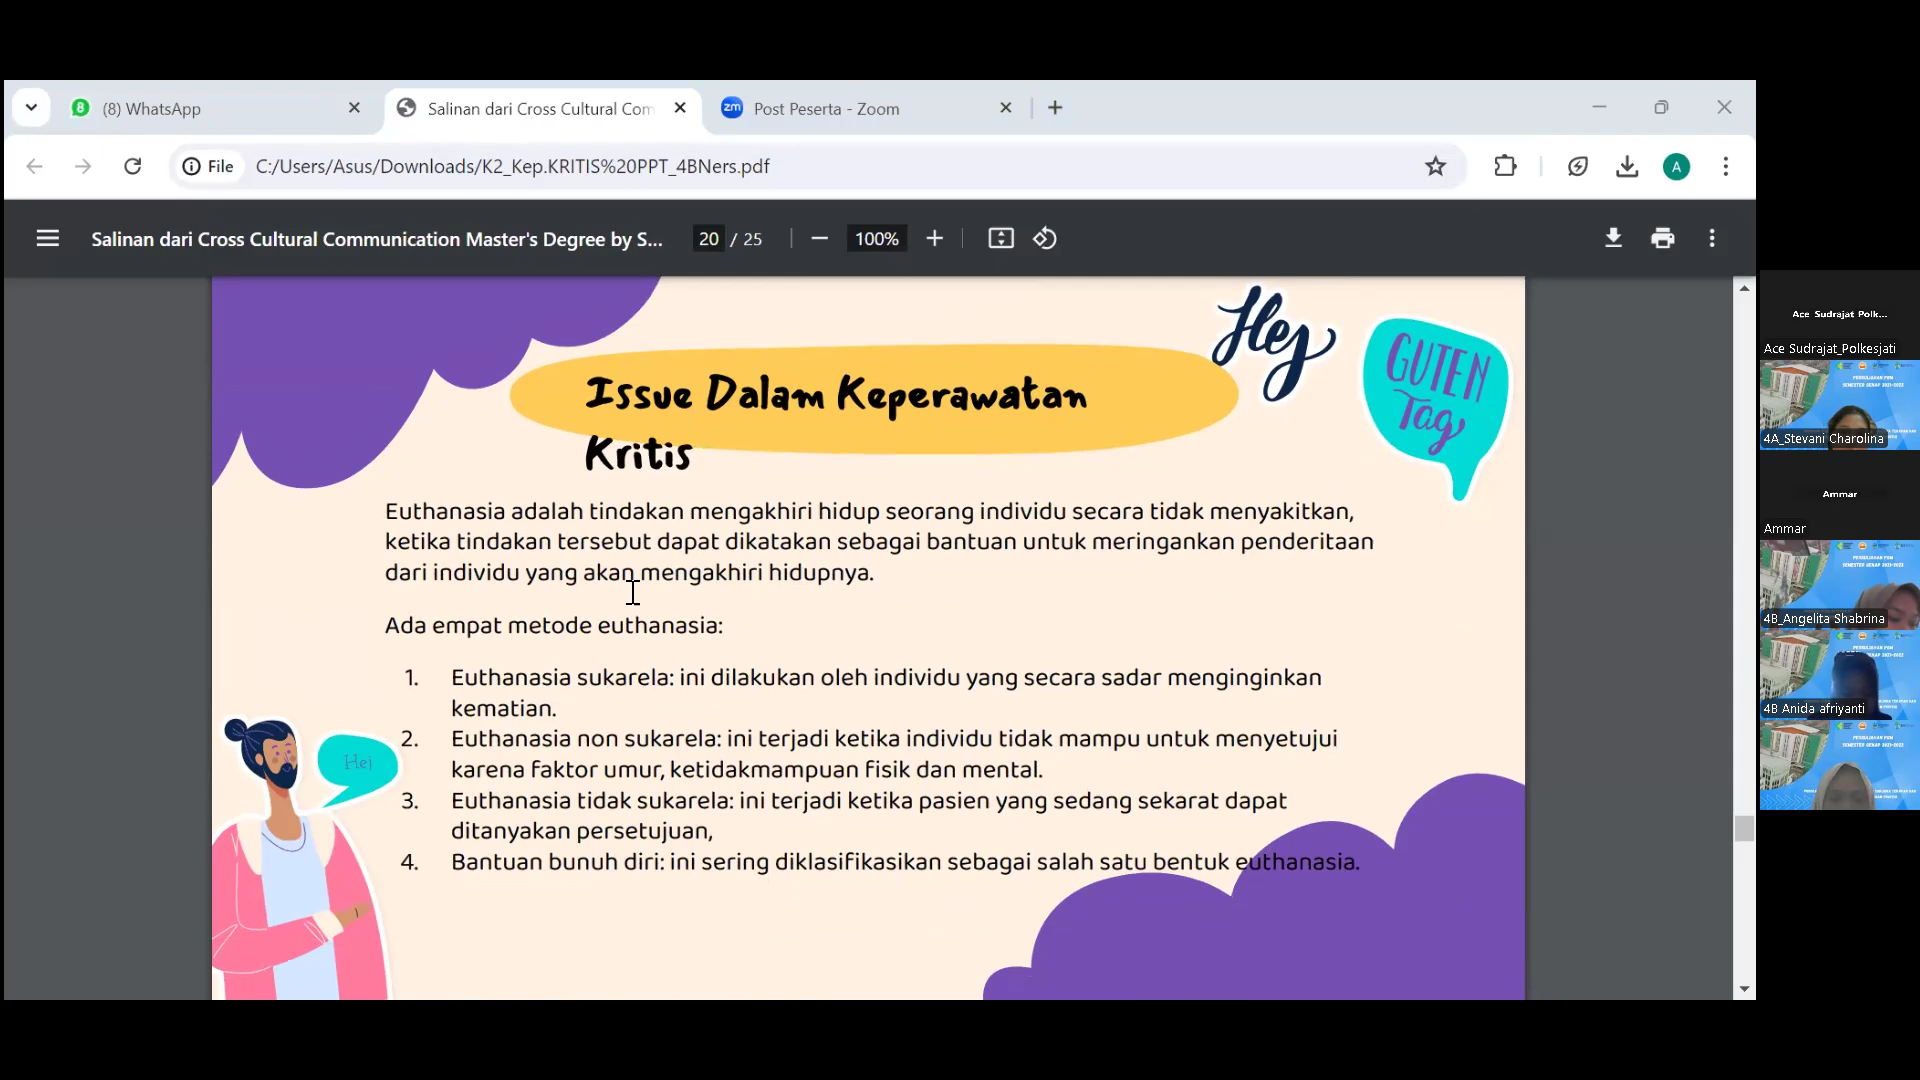 (8) WhatsApp
Salinan dari Cross Cultural Com
Post Peserta - Zoom
File
C:/Users/Asus/Downloads/K2_Kep.KRITIS%20PPT_4BNers.pdf
A
Salinan dari Cross Cultural Communication Master's Degree by S...
20 / 25
100%
Hej
GUTEN
Tag
Issue Dalam Keperawatan
Kritis
Euthanasia adalah tindakan mengakhiri hidup seorang individu secara tidak menyakitkan,
ketika tindakan tersebut dapat dikatakan sebagai bantuan untuk meringankan penderitaan
dari individu yang akan mengakhiri hidupnya.
Ada empat metode euthanasia:
1. Euthanasia sukarela: ini dilakukan oleh individu yang secara sadar menginginkan
kematian.
2. Euthanasia non sukarela: ini terjadi ketika individu tidak mampu untuk menyetujui
karena faktor umur, ketidakmampuan fisik dan mental.
3. Euthanasia tidak sukarela: ini terjadi ketika pasien yang sedang sekarat dapat
ditanyakan persetujuan,
4. Bantuan bunuh diri: ini sering diklasifikasikan sebagai salah satu bentuk euthanasia.
Hej
Ace Sudrajat Polk...
Ace Sudrajat_Polkesjati
4A_Stevani Charolina
Ammar
Ammar
4B_Angelita Shabrina
4B Anida afriyanti